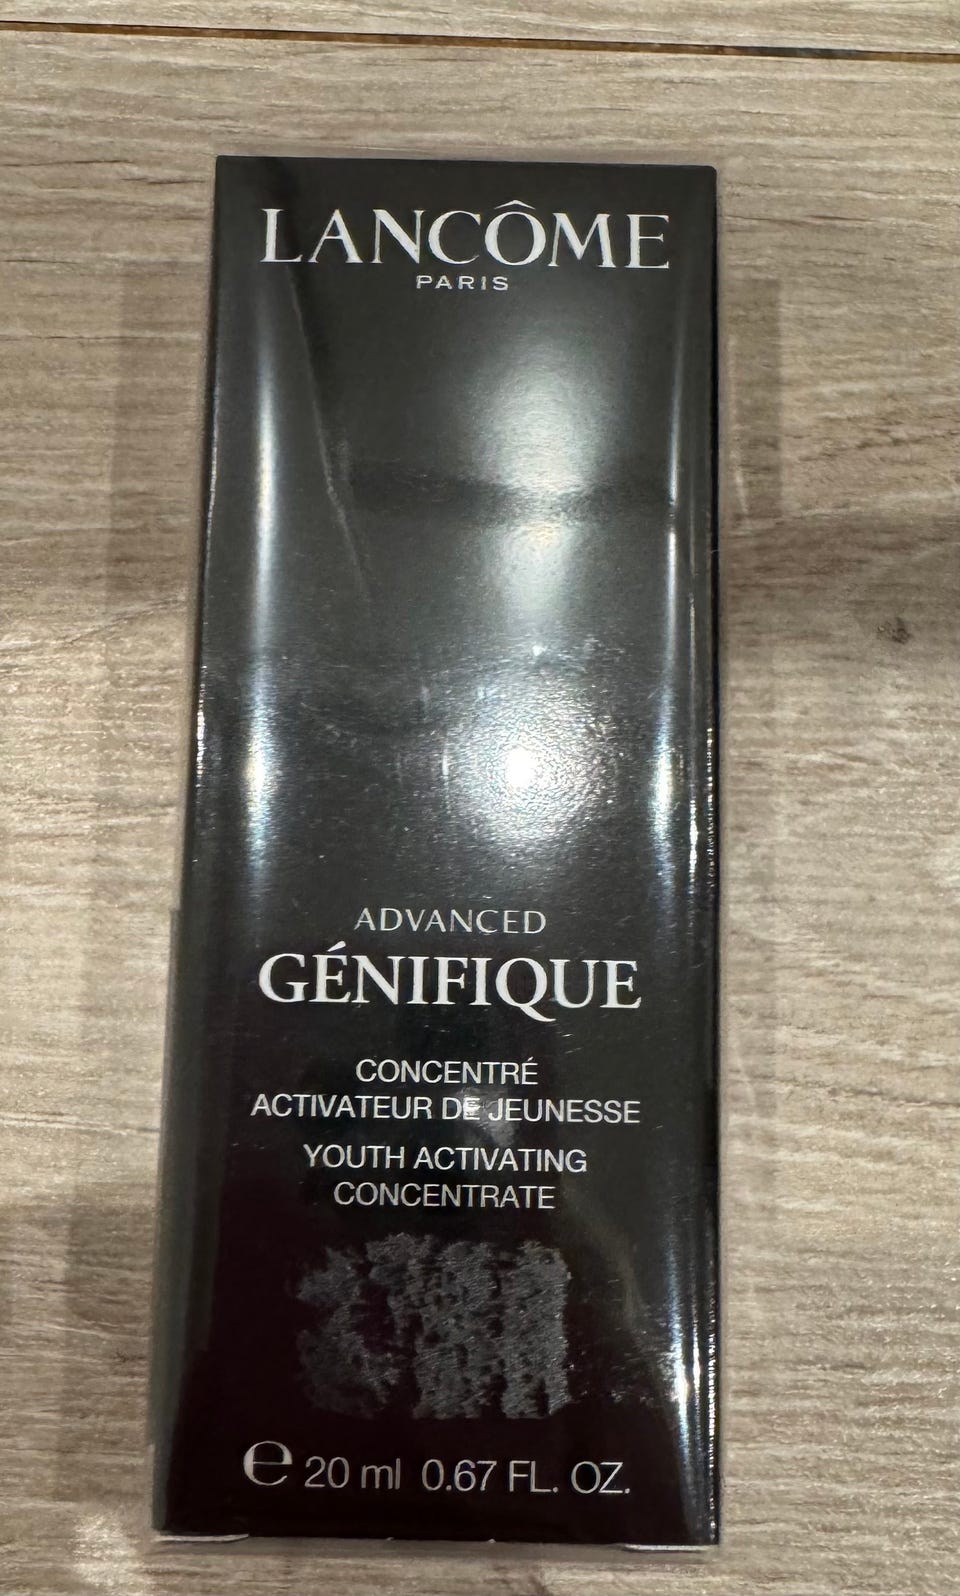 LANCÔME
PARIS
ADVANCED
GÉNIFIQUE
CONCENTRÉ
ACTIVATEUR DE JEUNESSE
YOUTH ACTIVATING
CONCENTRATE
e 20 ml 0.67 FL. OZ.